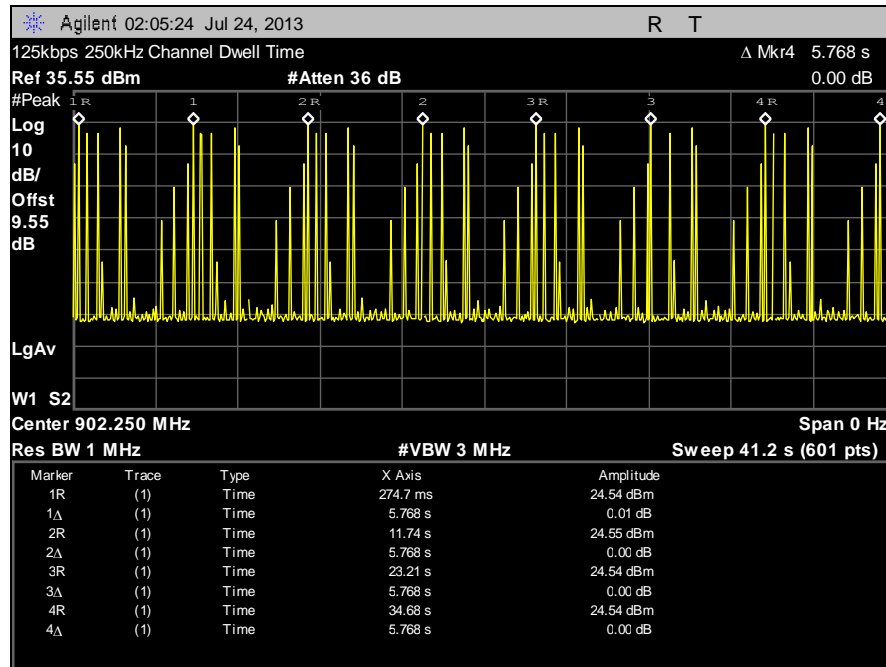 Agilent 02:05:24 Jul 24, 2013 R T
125kbps 250kHz Channel Dwell Time Δ Mkr4 5.768 s
Ref 35.55 dBm #Atten 36 dB 0.00 dB
#Peak 1R 1 2R 2 3R 3 4R 4
Log
10
dB/
Offst
9.55
dB
LgAv
W1 S2
Center 902.250 MHz Span 0 Hz
Res BW 1 MHz #VBW 3 MHz Sweep 41.2 s (601 pts)
Marker Trace Type X Axis Amplitude
1R (1) Time 274.7 ms 24.54 dBm
1Δ (1) Time 5.768 s 0.01 dB
2R (1) Time 11.74 s 24.55 dBm
2Δ (1) Time 5.768 s 0.00 dB
3R (1) Time 23.21 s 24.54 dBm
3Δ (1) Time 5.768 s 0.00 dB
4R (1) Time 34.68 s 24.54 dBm
4Δ (1) Time 5.768 s 0.00 dB